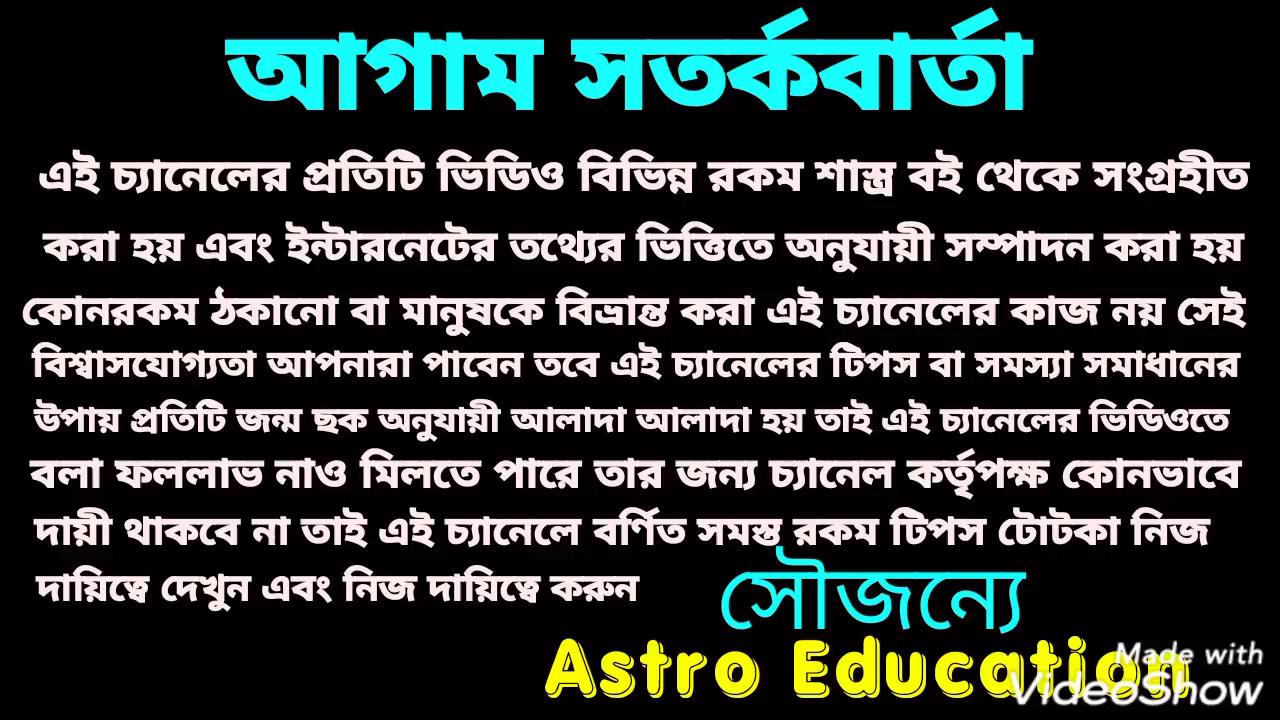 আগাম সতর্কবার্তা
এই চ্যানেলের প্রতিটি ভিডিও বিভিন্ন রকম শাস্ত্র বই থেকে সংগ্রহীত
করা হয় এবং ইন্টারনেটের তথ্যের ভিত্তিতে অনুযায়ী সম্পাদন করা হয়
কোনরকম ঠকানো বা মানুষকে বিভ্রান্ত করা এই চ্যানেলের কাজ নয় সেই
বিশ্বাসযোগ্যতা আপনারা পাবেন তবে এই চ্যানেলের টিপস বা সমস্যা সমাধানের
উপায় প্রতিটি জন্ম ছক অনুযায়ী আলাদা আলাদা হয় তাই এই চ্যানেলের ভিডিওতে
বলা ফললাভ নাও মিলতে পারে তার জন্য চ্যানেল কর্তৃপক্ষ কোনভাবে
দায়ী থাকবে না তাই এই চ্যানেলে বর্ণিত সমস্ত রকম টিপস টোটকা নিজ
দায়িত্বে দেখুন এবং নিজ দায়িত্বে করুন
সৌজন্যে
Astro Education
Made with
VideoShow